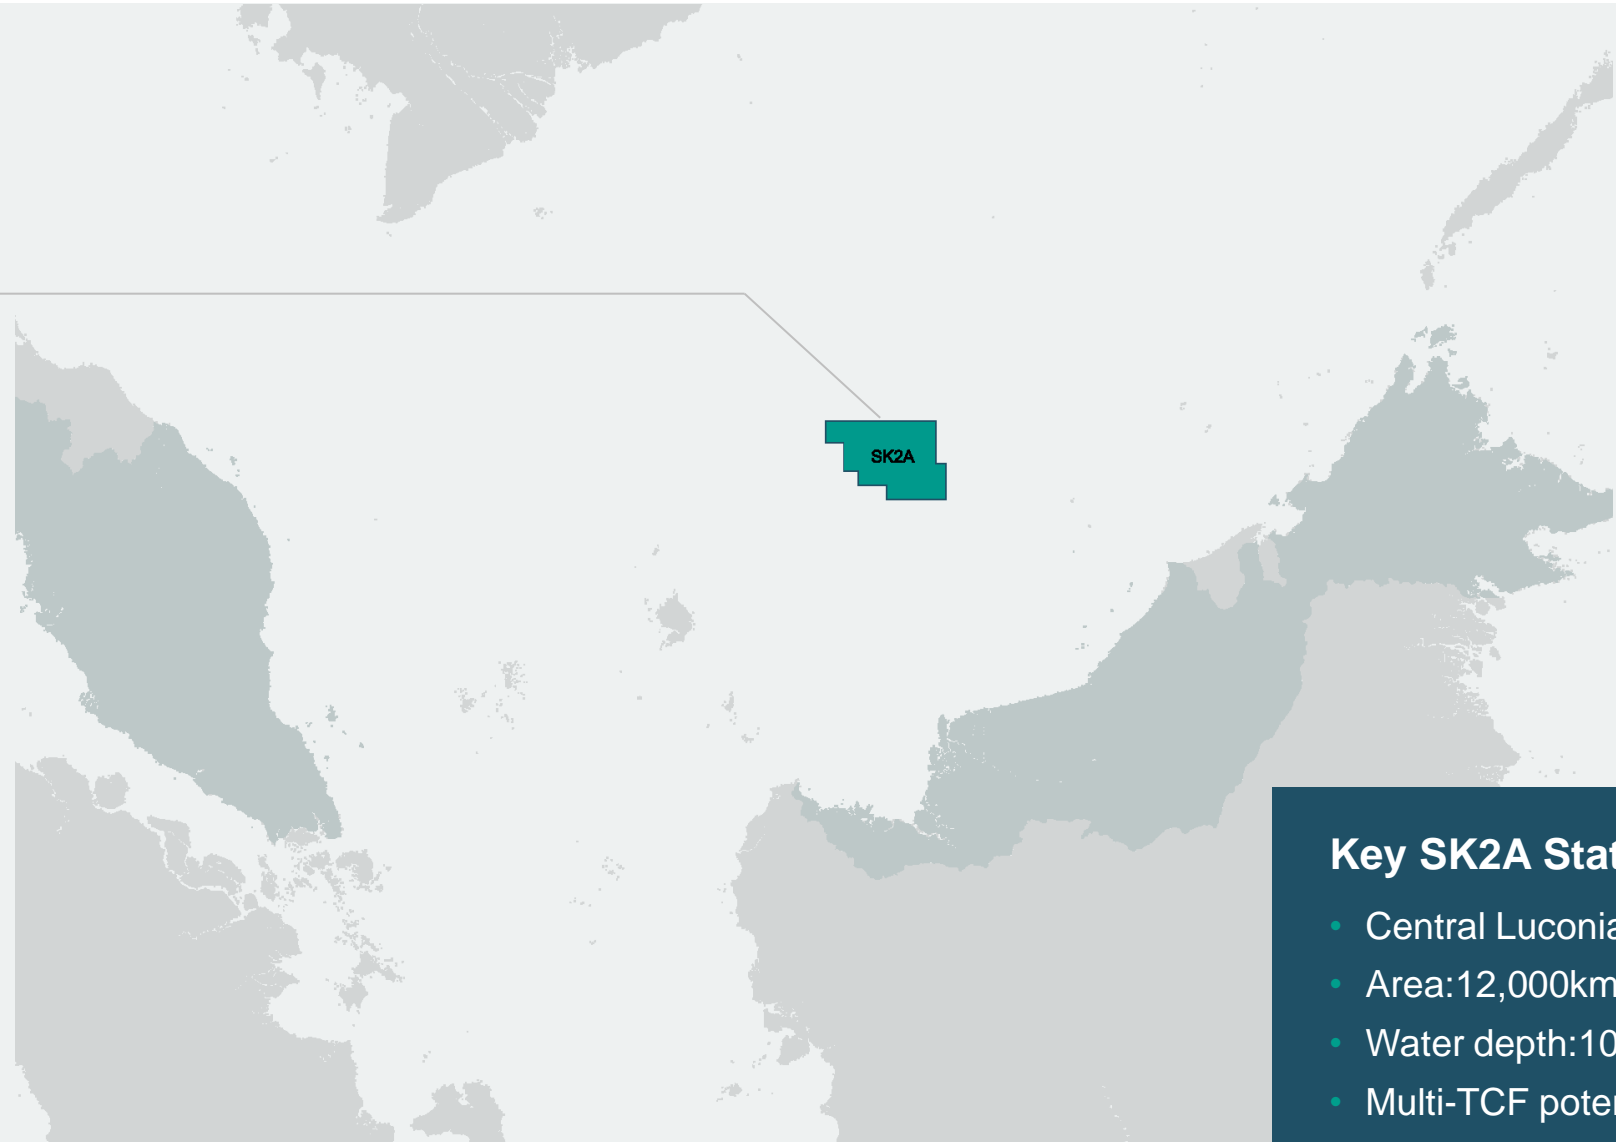 SK2A
Key SK2A Stat
Central Luconia
Area:12,000km
Water depth:10
Multi-TCF poter